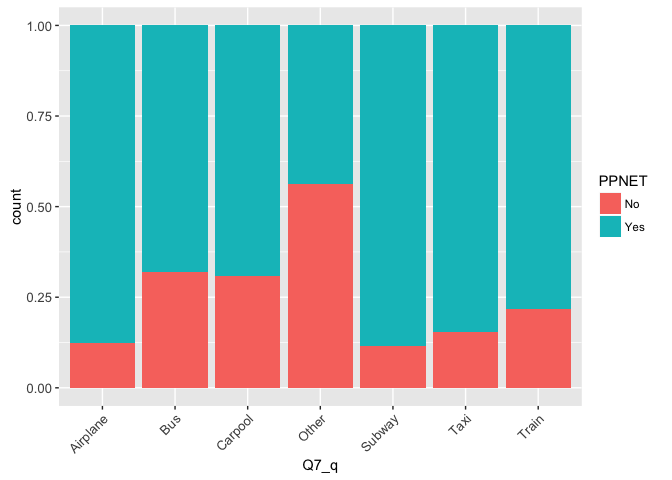 1.00
0.75
0.50
0.25
0.00
count
Airplane
Bus
Carpool
Other
Subway
Taxi
Train
Q7_q
PPNET
No
Yes